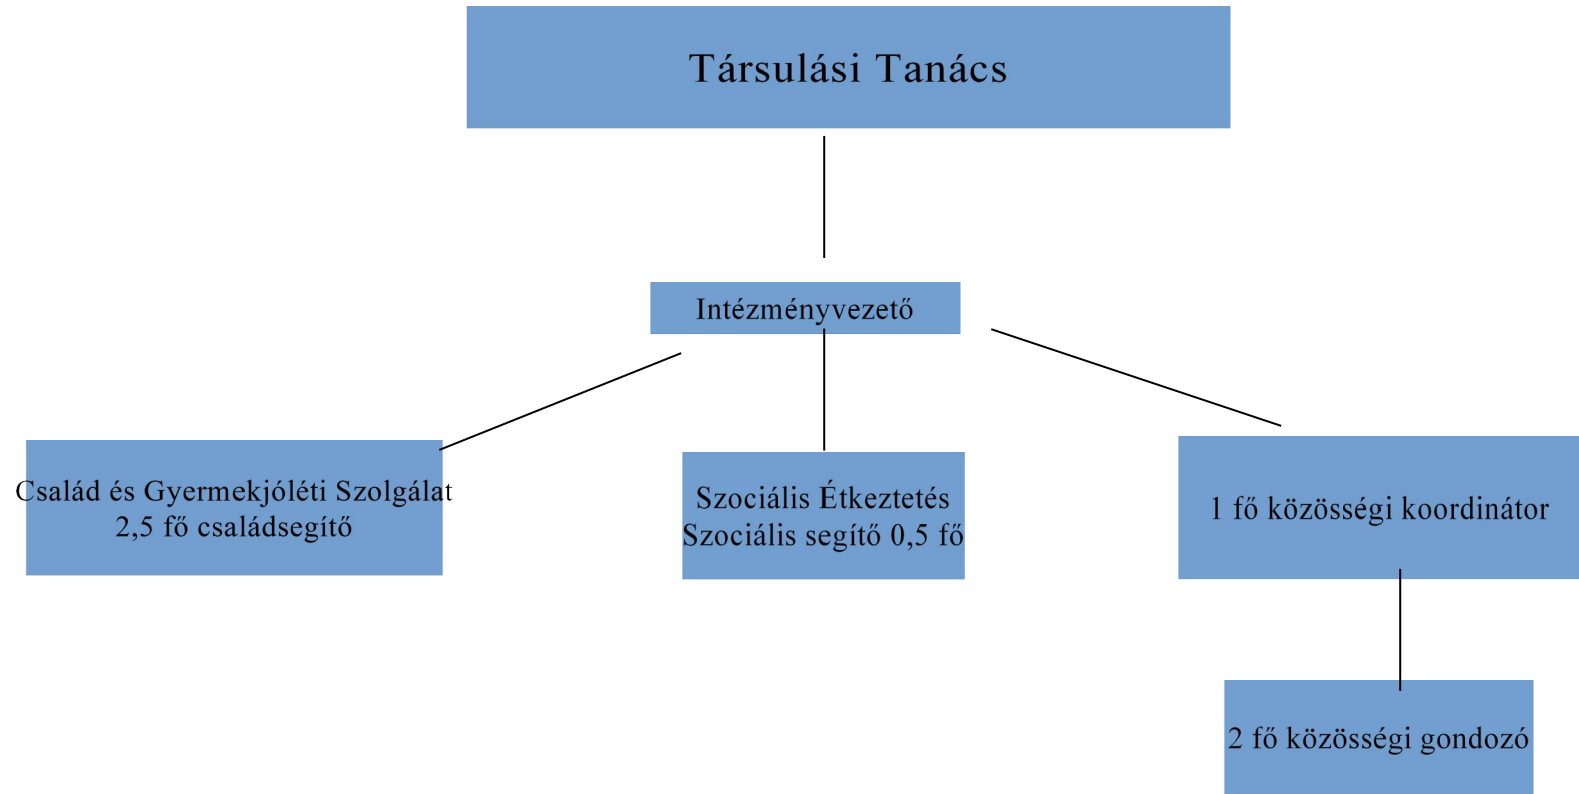 Társulási Tanács
Intézményvezető
Család és Gyermekjóléti Szolgálat
2,5 fő családsegítő
Szociális Étkeztetés
Szociális segítő 0,5 fő
1 fő közösségi koordinátor
2 fő közösségi gondozó